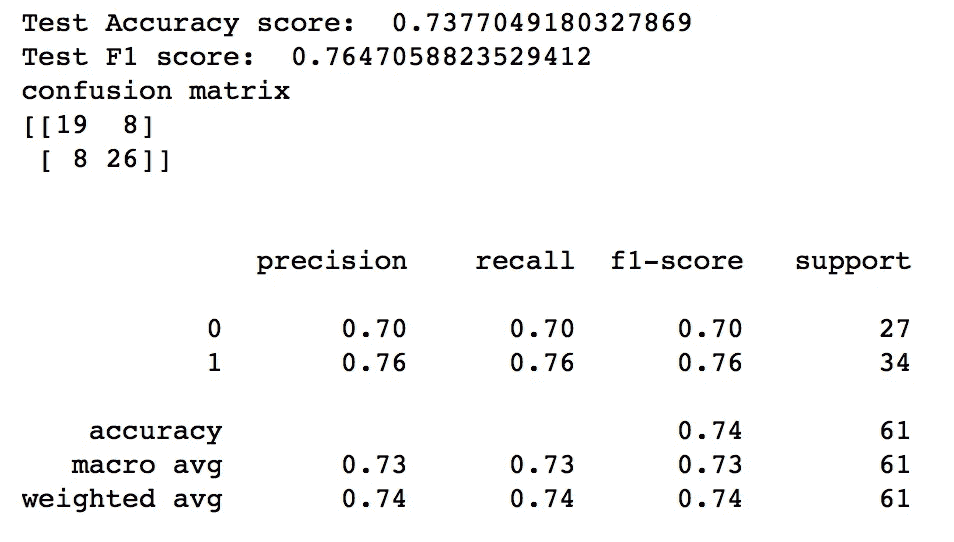 Test Accuracy score:  0.7377049180327869
Test F1 score:  0.7647058823529412
confusion matrix
[[19  8]
 [ 8 26]]
precision    recall  f1-score   support
0       0.70      0.70      0.70        27
1       0.76      0.76      0.76        34
accuracy                           0.74        61
macro avg       0.73      0.73      0.73        61
weighted avg       0.74      0.74      0.74        61